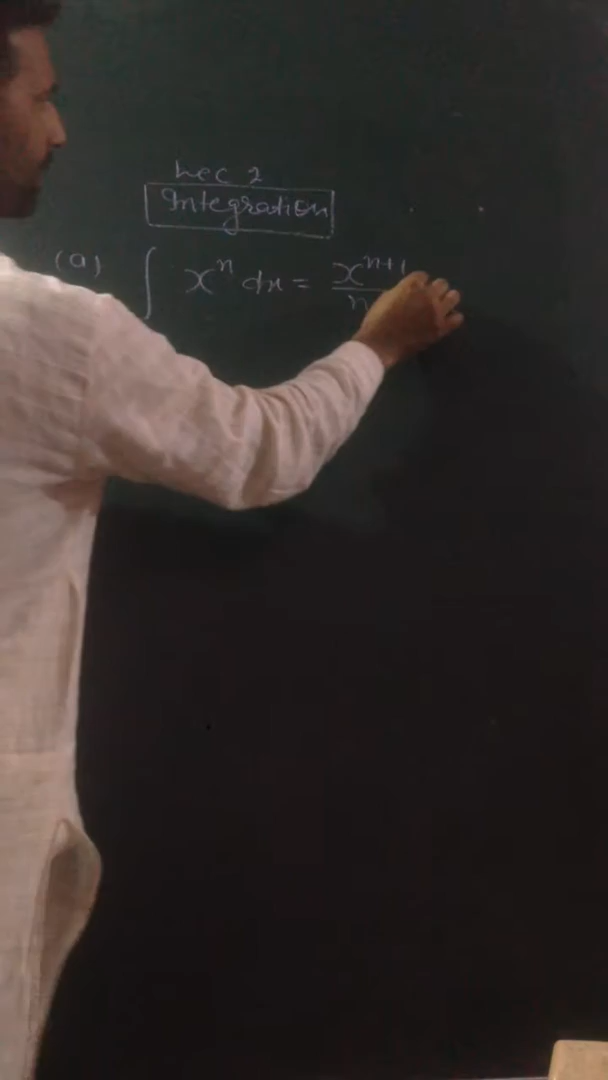 Lec 2
Integration
(a) ∫ xⁿ dx = xⁿ⁺¹ / n